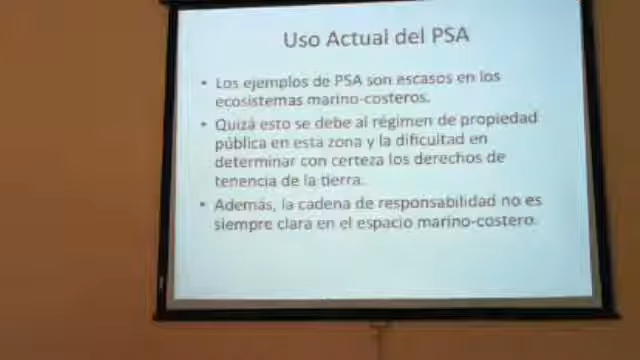 Uso Actual del PSA
• Los ejemplos de PSA son escasos en los
ecosistemas marino-costeros.
• Quizá esto se debe al régimen de propiedad
pública en esta zona y la dificultad en
determinar con certeza los derechos de
tenencia de la tierra.
• Además, la cadena de responsabilidad no es
siempre clara en el espacio marino-costero.